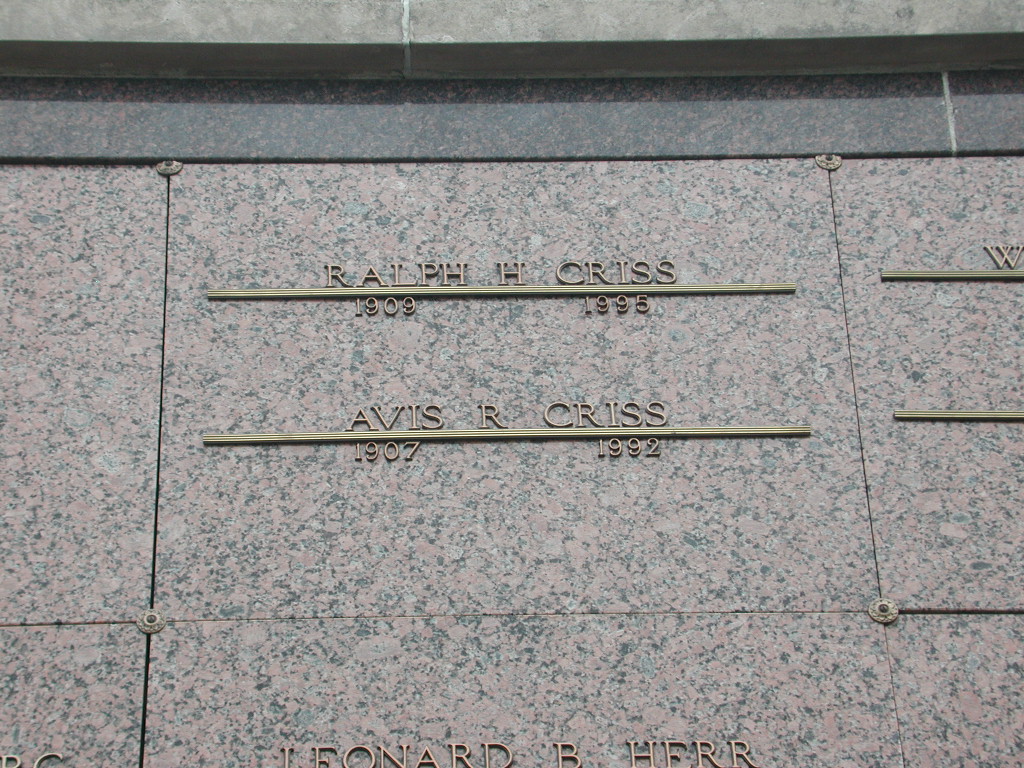 RALPH H CRISS
1909 1995
W
AVIS R CRISS
1907 1992
LEONARD B HERR